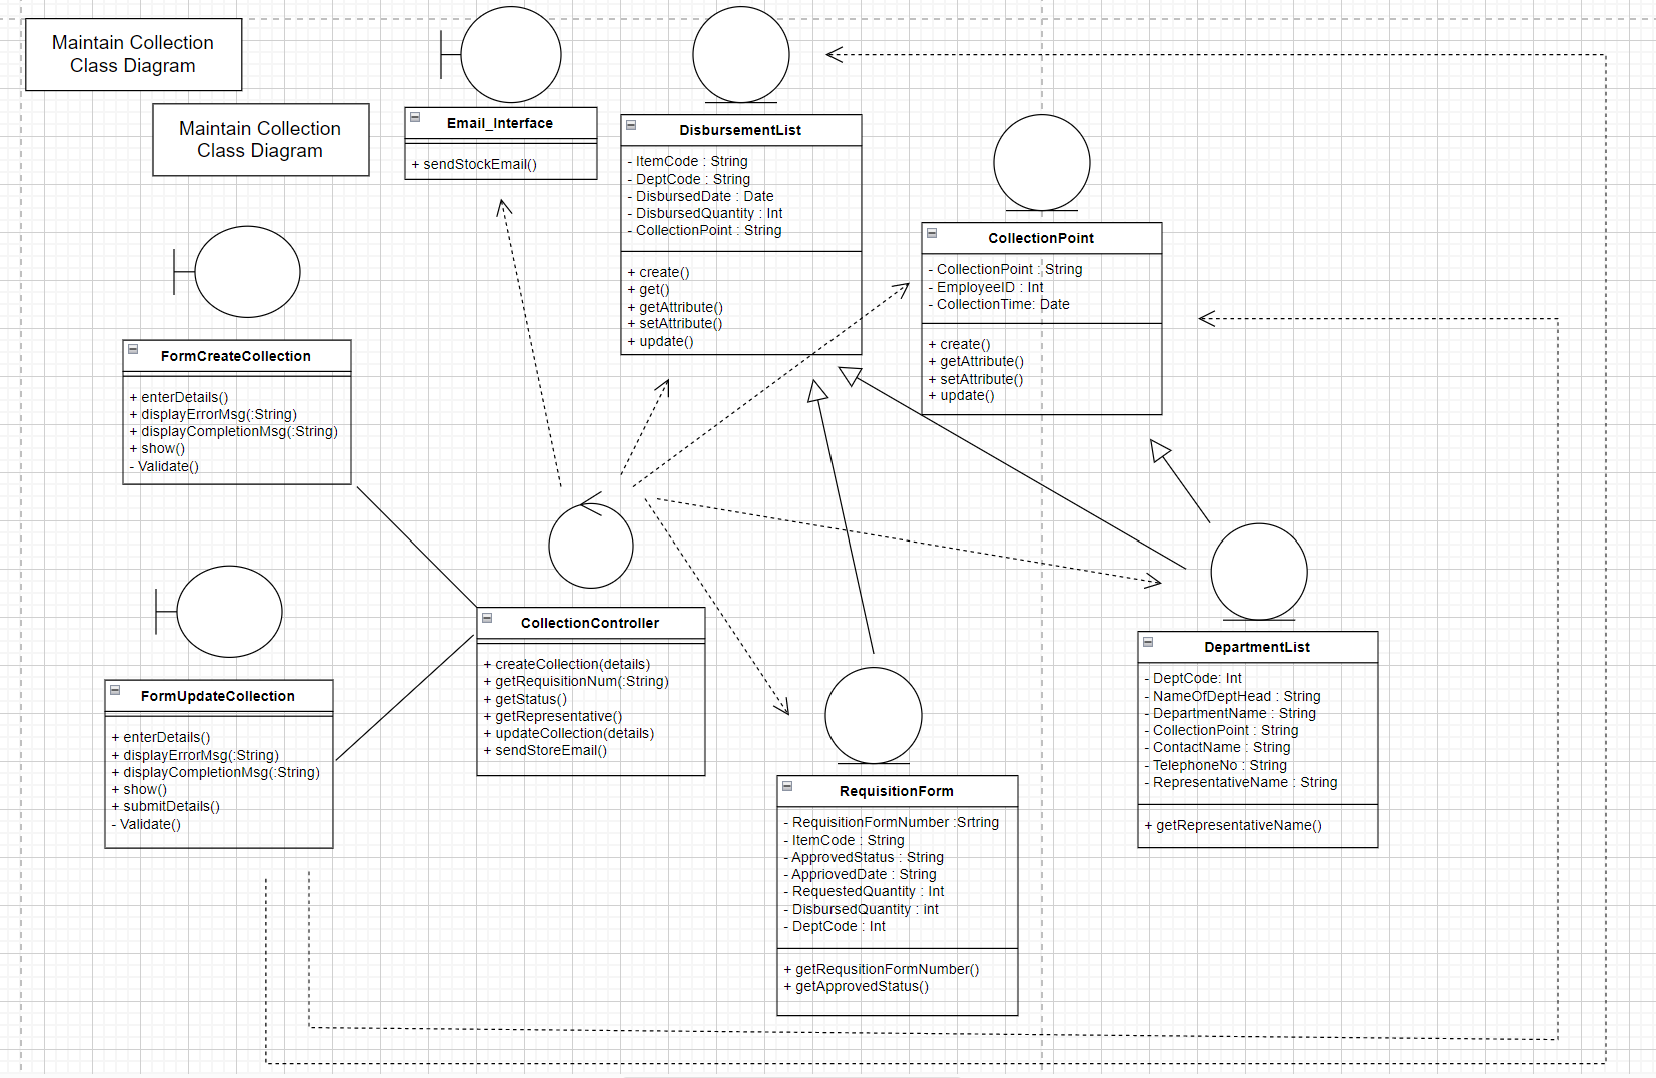 Maintain Collection
Class Diagram
Maintain Collection
Class Diagram
Email_Interface
+ sendStockEmail()
DisbursementList
- ItemCode : String
- DeptCode : String
- DisbursedDate : Date
- DisbursedQuantity : Int
- CollectionPoint : String
+ create()
+ get()
+ getAttribute()
+ setAttribute()
+ update()
CollectionPoint
- CollectionPoint : String
- EmployeeID : Int
- CollectionTime: Date
+ create()
+ getAttribute()
+ setAttribute()
+ update()
FormCreateCollection
+ enterDetails()
+ displayErrorMsg(:String)
+ displayCompletionMsg(:String)
+ show()
- Validate()
FormUpdateCollection
+ enterDetails()
+ displayErrorMsg(:String)
+ displayCompletionMsg(:String)
+ show()
+ submitDetails()
- Validate()
CollectionController
+ createCollection(details)
+ getRequisitionNum(:String)
+ getStatus()
+ getRepresentative()
+ updateCollection(details)
+ sendStoreEmail()
RequisitionForm
- RequisitionFormNumber :Srtring
- ItemCode : String
- ApprovedStatus : String
- AppriovedDate : String
- RequestedQuantity : Int
- DisbursedQuantity : int
- DeptCode : Int
+ getRequsitionFormNumber()
+ getApprovedStatus()
DepartmentList
- DeptCode: Int
- NameOfDeptHead : String
- DepartmentName : String
- CollectionPoint : String
- ContactName : String
- TelephoneNo : String
- RepresentativeName : String
+ getRepresentativeName()